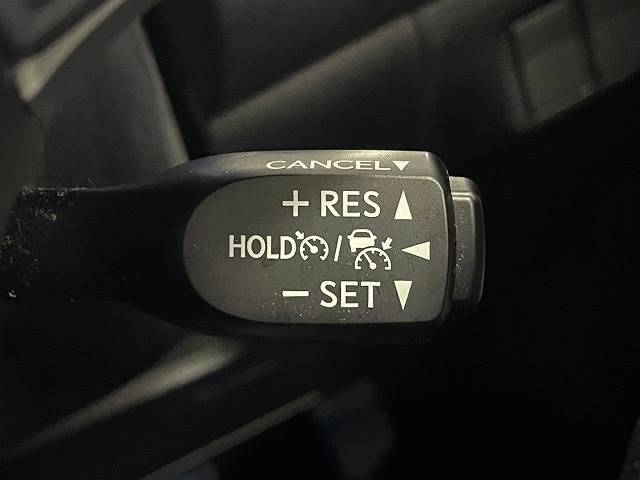 CANCEL▼
+ RES ▲
HOLD / ◀
− SET ▼